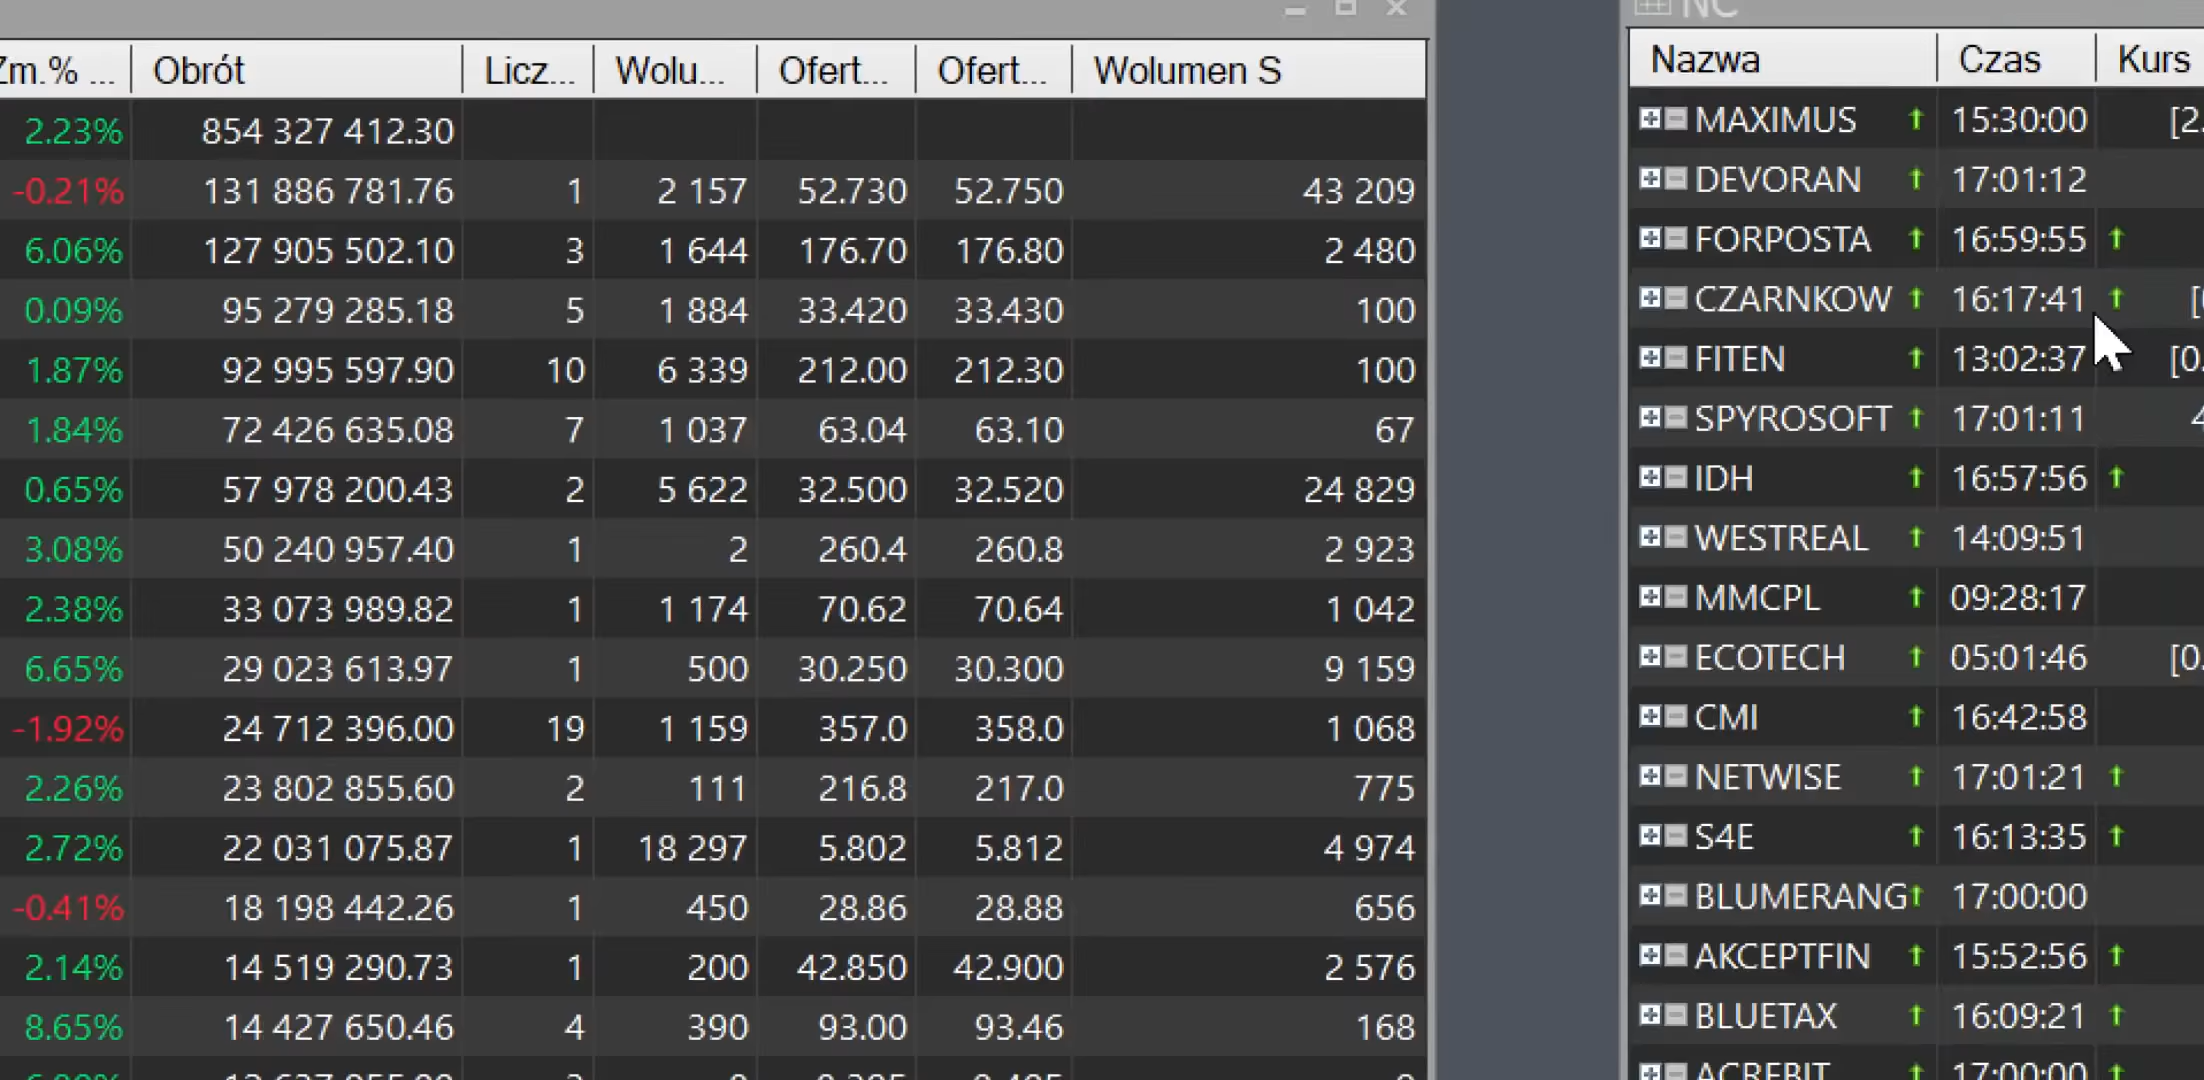 Zm.% ... Obrót Licz... Wolu... Ofert... Ofert... Wolumen S
2.23% 854 327 412.30
-0.21% 131 886 781.76 1 2 157 52.730 52.750 43 209
6.06% 127 905 502.10 3 1 644 176.70 176.80 2 480
0.09% 95 279 285.18 5 1 884 33.420 33.430 100
1.87% 92 995 597.90 10 6 339 212.00 212.30 100
1.84% 72 426 635.08 7 1 037 63.04 63.10 67
0.65% 57 978 200.43 2 5 622 32.500 32.520 24 829
3.08% 50 240 957.40 1 2 260.4 260.8 2 923
2.38% 33 073 989.82 1 1 174 70.62 70.64 1 042
6.65% 29 023 613.97 1 500 30.250 30.300 9 159
-1.92% 24 712 396.00 19 1 159 357.0 358.0 1 068
2.26% 23 802 855.60 2 111 216.8 217.0 775
2.72% 22 031 075.87 1 18 297 5.802 5.812 4 974
-0.41% 18 198 442.26 1 450 28.86 28.88 656
2.14% 14 519 290.73 1 200 42.850 42.900 2 576
8.65% 14 427 650.46 4 390 93.00 93.46 168
NC
Nazwa Czas Kurs
MAXIMUS 15:30:00 [2.
DEVORAN 17:01:12
FORPOSTA 16:59:55
CZARNKOW 16:17:41 [
FITEN 13:02:37 [0.
SPYROSOFT 17:01:11 4
IDH 16:57:56
WESTREAL 14:09:51
MMCPL 09:28:17
ECOTECH 05:01:46 [0.
CMI 16:42:58
NETWISE 17:01:21
S4E 16:13:35
BLUMERANG 17:00:00
AKCEPTFIN 15:52:56
BLUETAX 16:09:21
ACREBIT 17:00:00